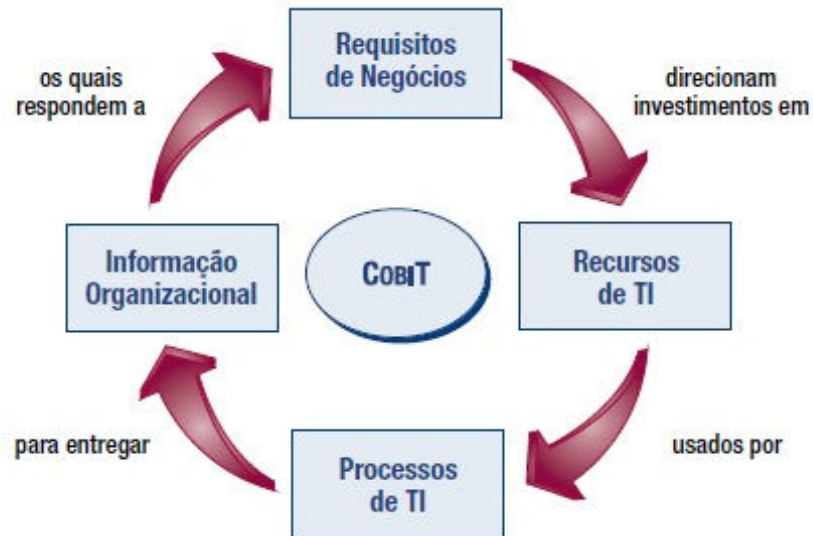 Requisitos
de Negócios
os quais
respondem a
direcionam
investimentos em
Informação
Organizacional
COBIT
Recursos
de TI
para entregar
usados por
Processos
de TI